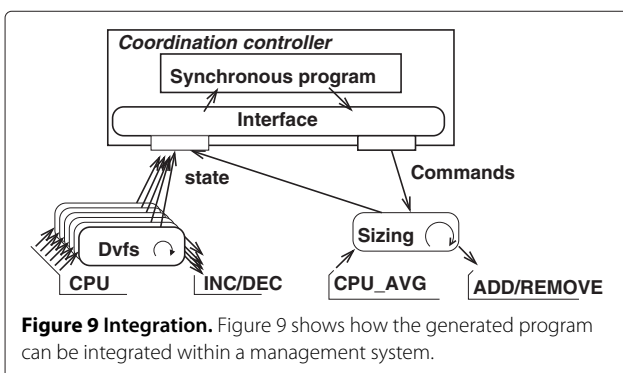 Coordination controller
Synchronous program
Interface
state
Commands
Dvfs
Sizing
CPU
INC/DEC
CPU_AVG
ADD/REMOVE
Figure 9 Integration. Figure 9 shows how the generated program
can be integrated within a management system.